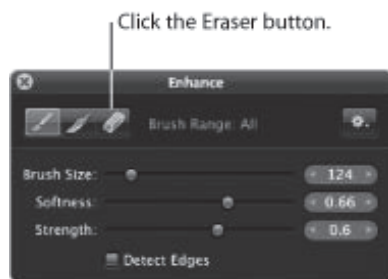 Click the Eraser button.
Enhance
Brush Range: All
Brush Size: 124
Softness: 0.66
Strength: 0.6
Detect Edges